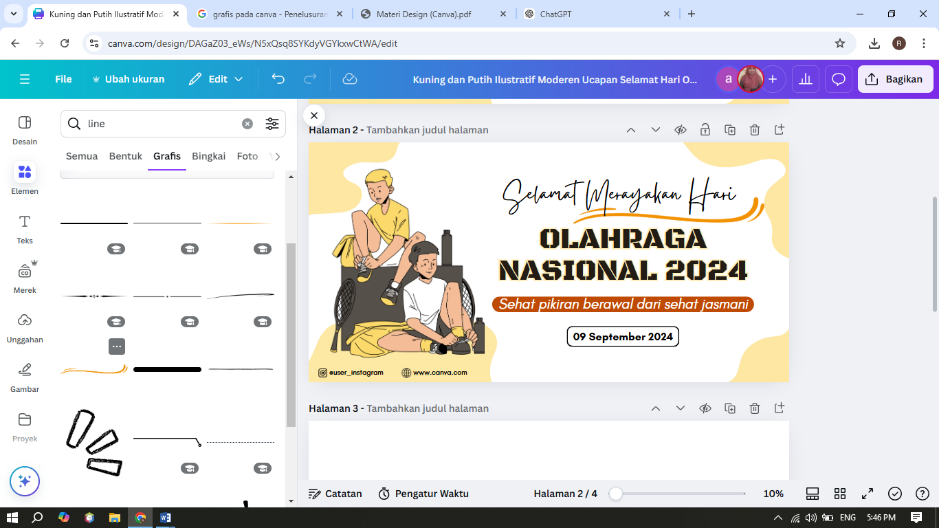 Kuning dan Putih Ilustratif Mod
grafis pada canva - Penelusuran
Materi Design (Canva).pdf
ChatGPT
canva.com/design/DAGaZ03_eWs/N5xQsq8SYKdyVGYkxwCtWA/edit
R
File
Ubah ukuran
Edit
Kuning dan Putih Ilustratif Moderen Ucapan Selamat Hari O...
a
Bagikan
Desain
Elemen
Teks
Merek
Unggahan
Gambar
Proyek
line
Semua Bentuk Grafis Bingkai Foto
Halaman 2 - Tambahkan judul halaman
Selamat Merayakan Hari
OLAHRAGA
NASIONAL 2024
Sehat pikiran berawal dari sehat jasmani
09 September 2024
@user_instagram www.canva.com
Halaman 3 - Tambahkan judul halaman
Catatan
Pengatur Waktu
Halaman 2 / 4
10%
ENG 5:46 PM